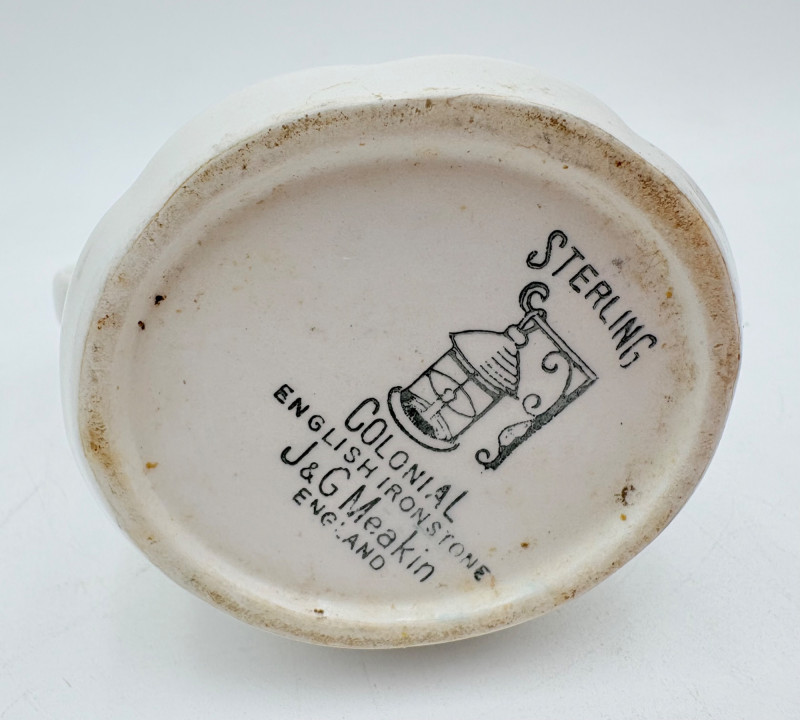 STERLING
COLONIAL
ENGLISH IRONSTONE
J&G Meakin
ENGLAND